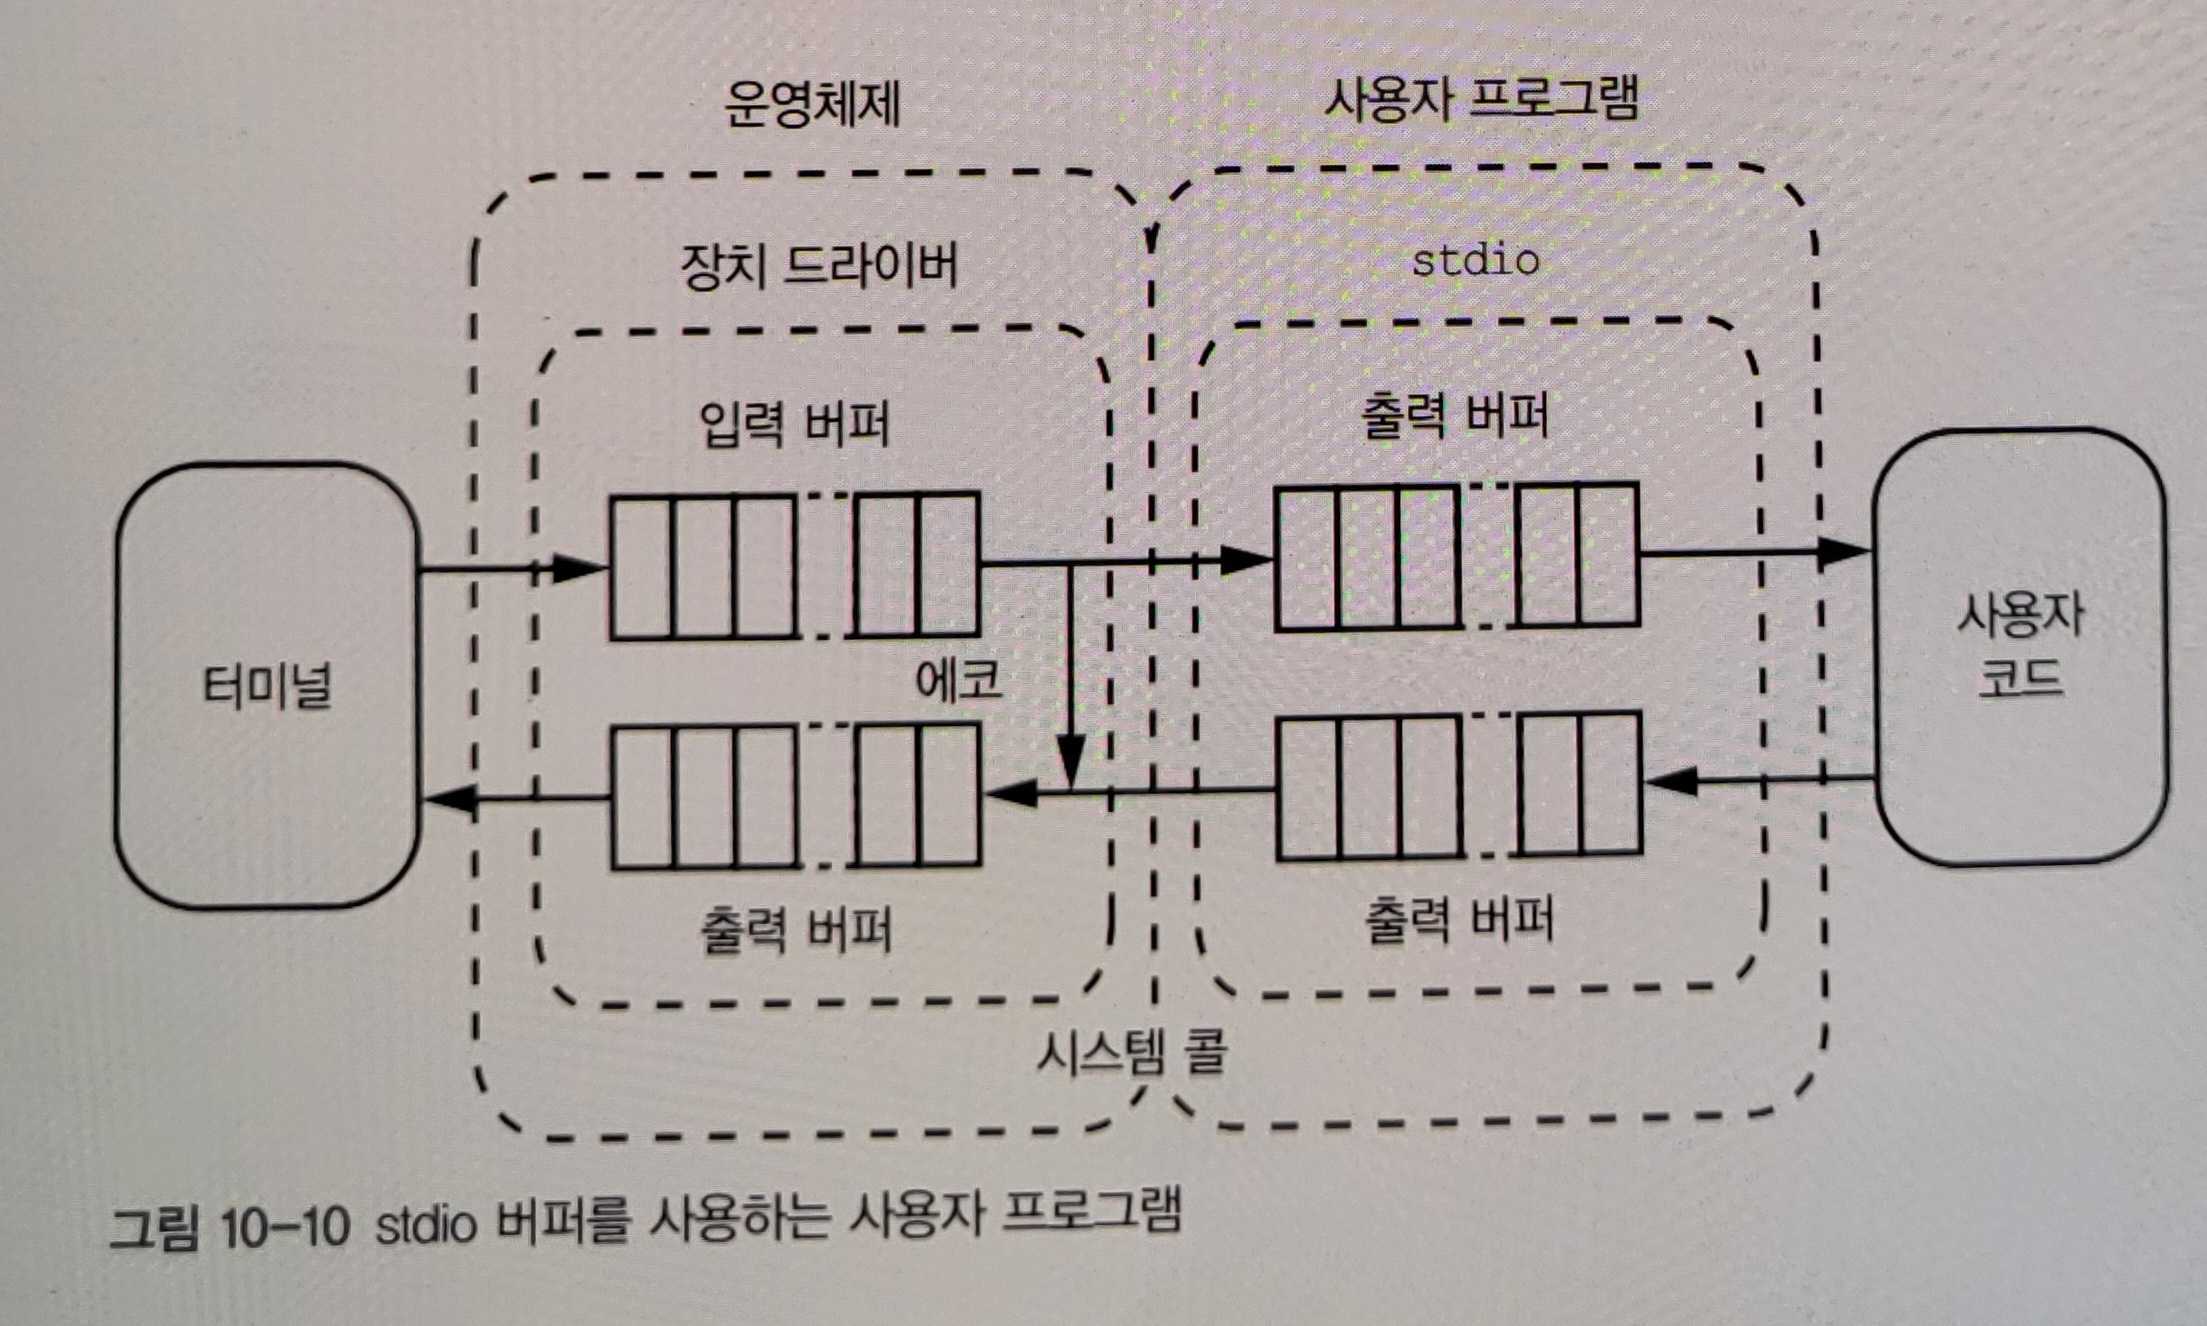 운영체제
사용자 프로그램
장치 드라이버
stdio
입력 버퍼
출력 버퍼
터미널
에코
사용자
코드
출력 버퍼
출력 버퍼
시스템 콜
그림 10-10 stdio 버퍼를 사용하는 사용자 프로그램